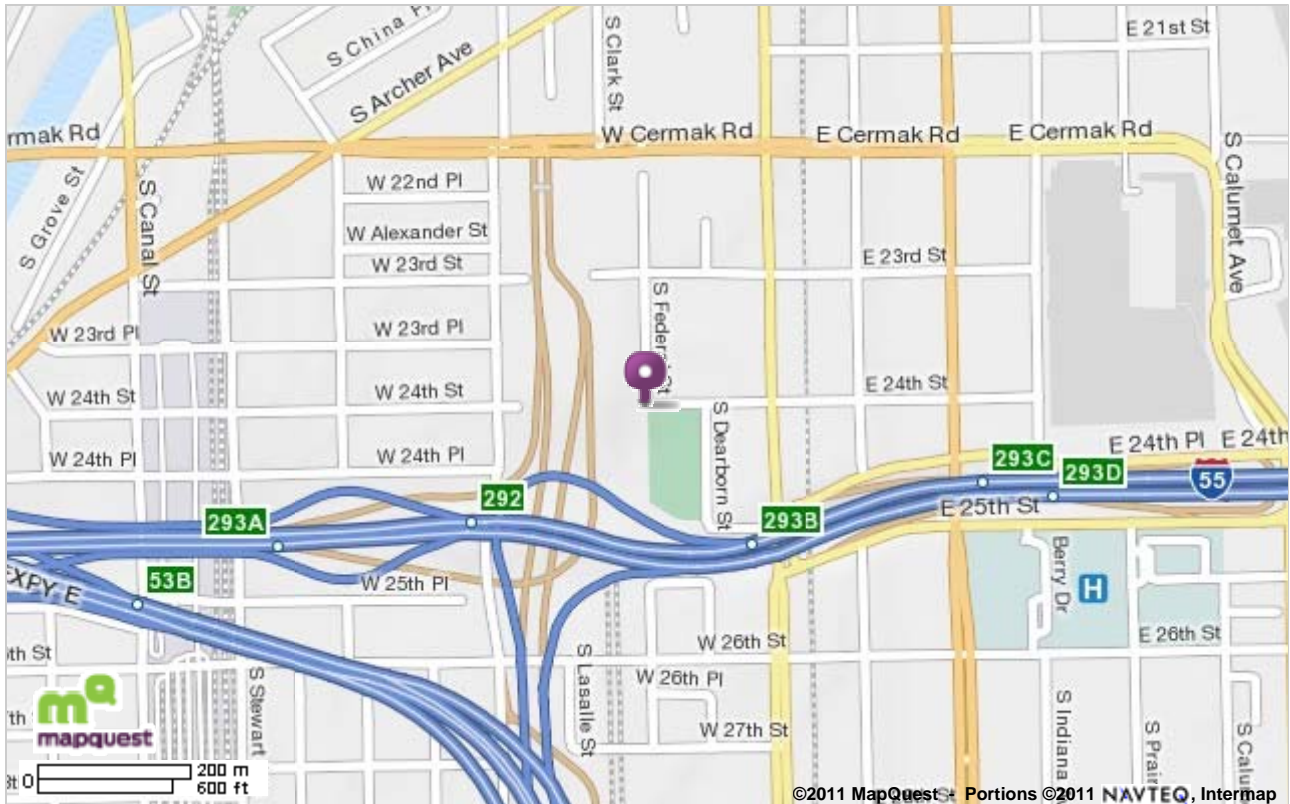 S China Pl
S Archer Ave
S Clark St
E 21st St
rmak Rd
W Cermak Rd
E Cermak Rd
E Cermak Rd
S Grove St
S Canal St
S Calumet Ave
W 22nd Pl
W Alexander St
W 23rd St
E 23rd St
S Federal St
W 23rd Pl
W 23rd Pl
W 24th St
W 24th St
E 24th St
S Dearborn St
W 24th Pl
W 24th Pl
E 24th Pl
E 24th
293C
293D
55
292
293A
293B
E 25th St
53B
EXPY E
W 25th Pl
Berry Dr
H
W 26th St
E 26th St
S Lasalle St
W 26th Pl
S Stewart
W 27th St
S Indiana
S Prair
S Calu
mq
mapquest
0
200 m
600 ft
©2011 MapQuest - Portions ©2011 NAVTEQ, Intermap